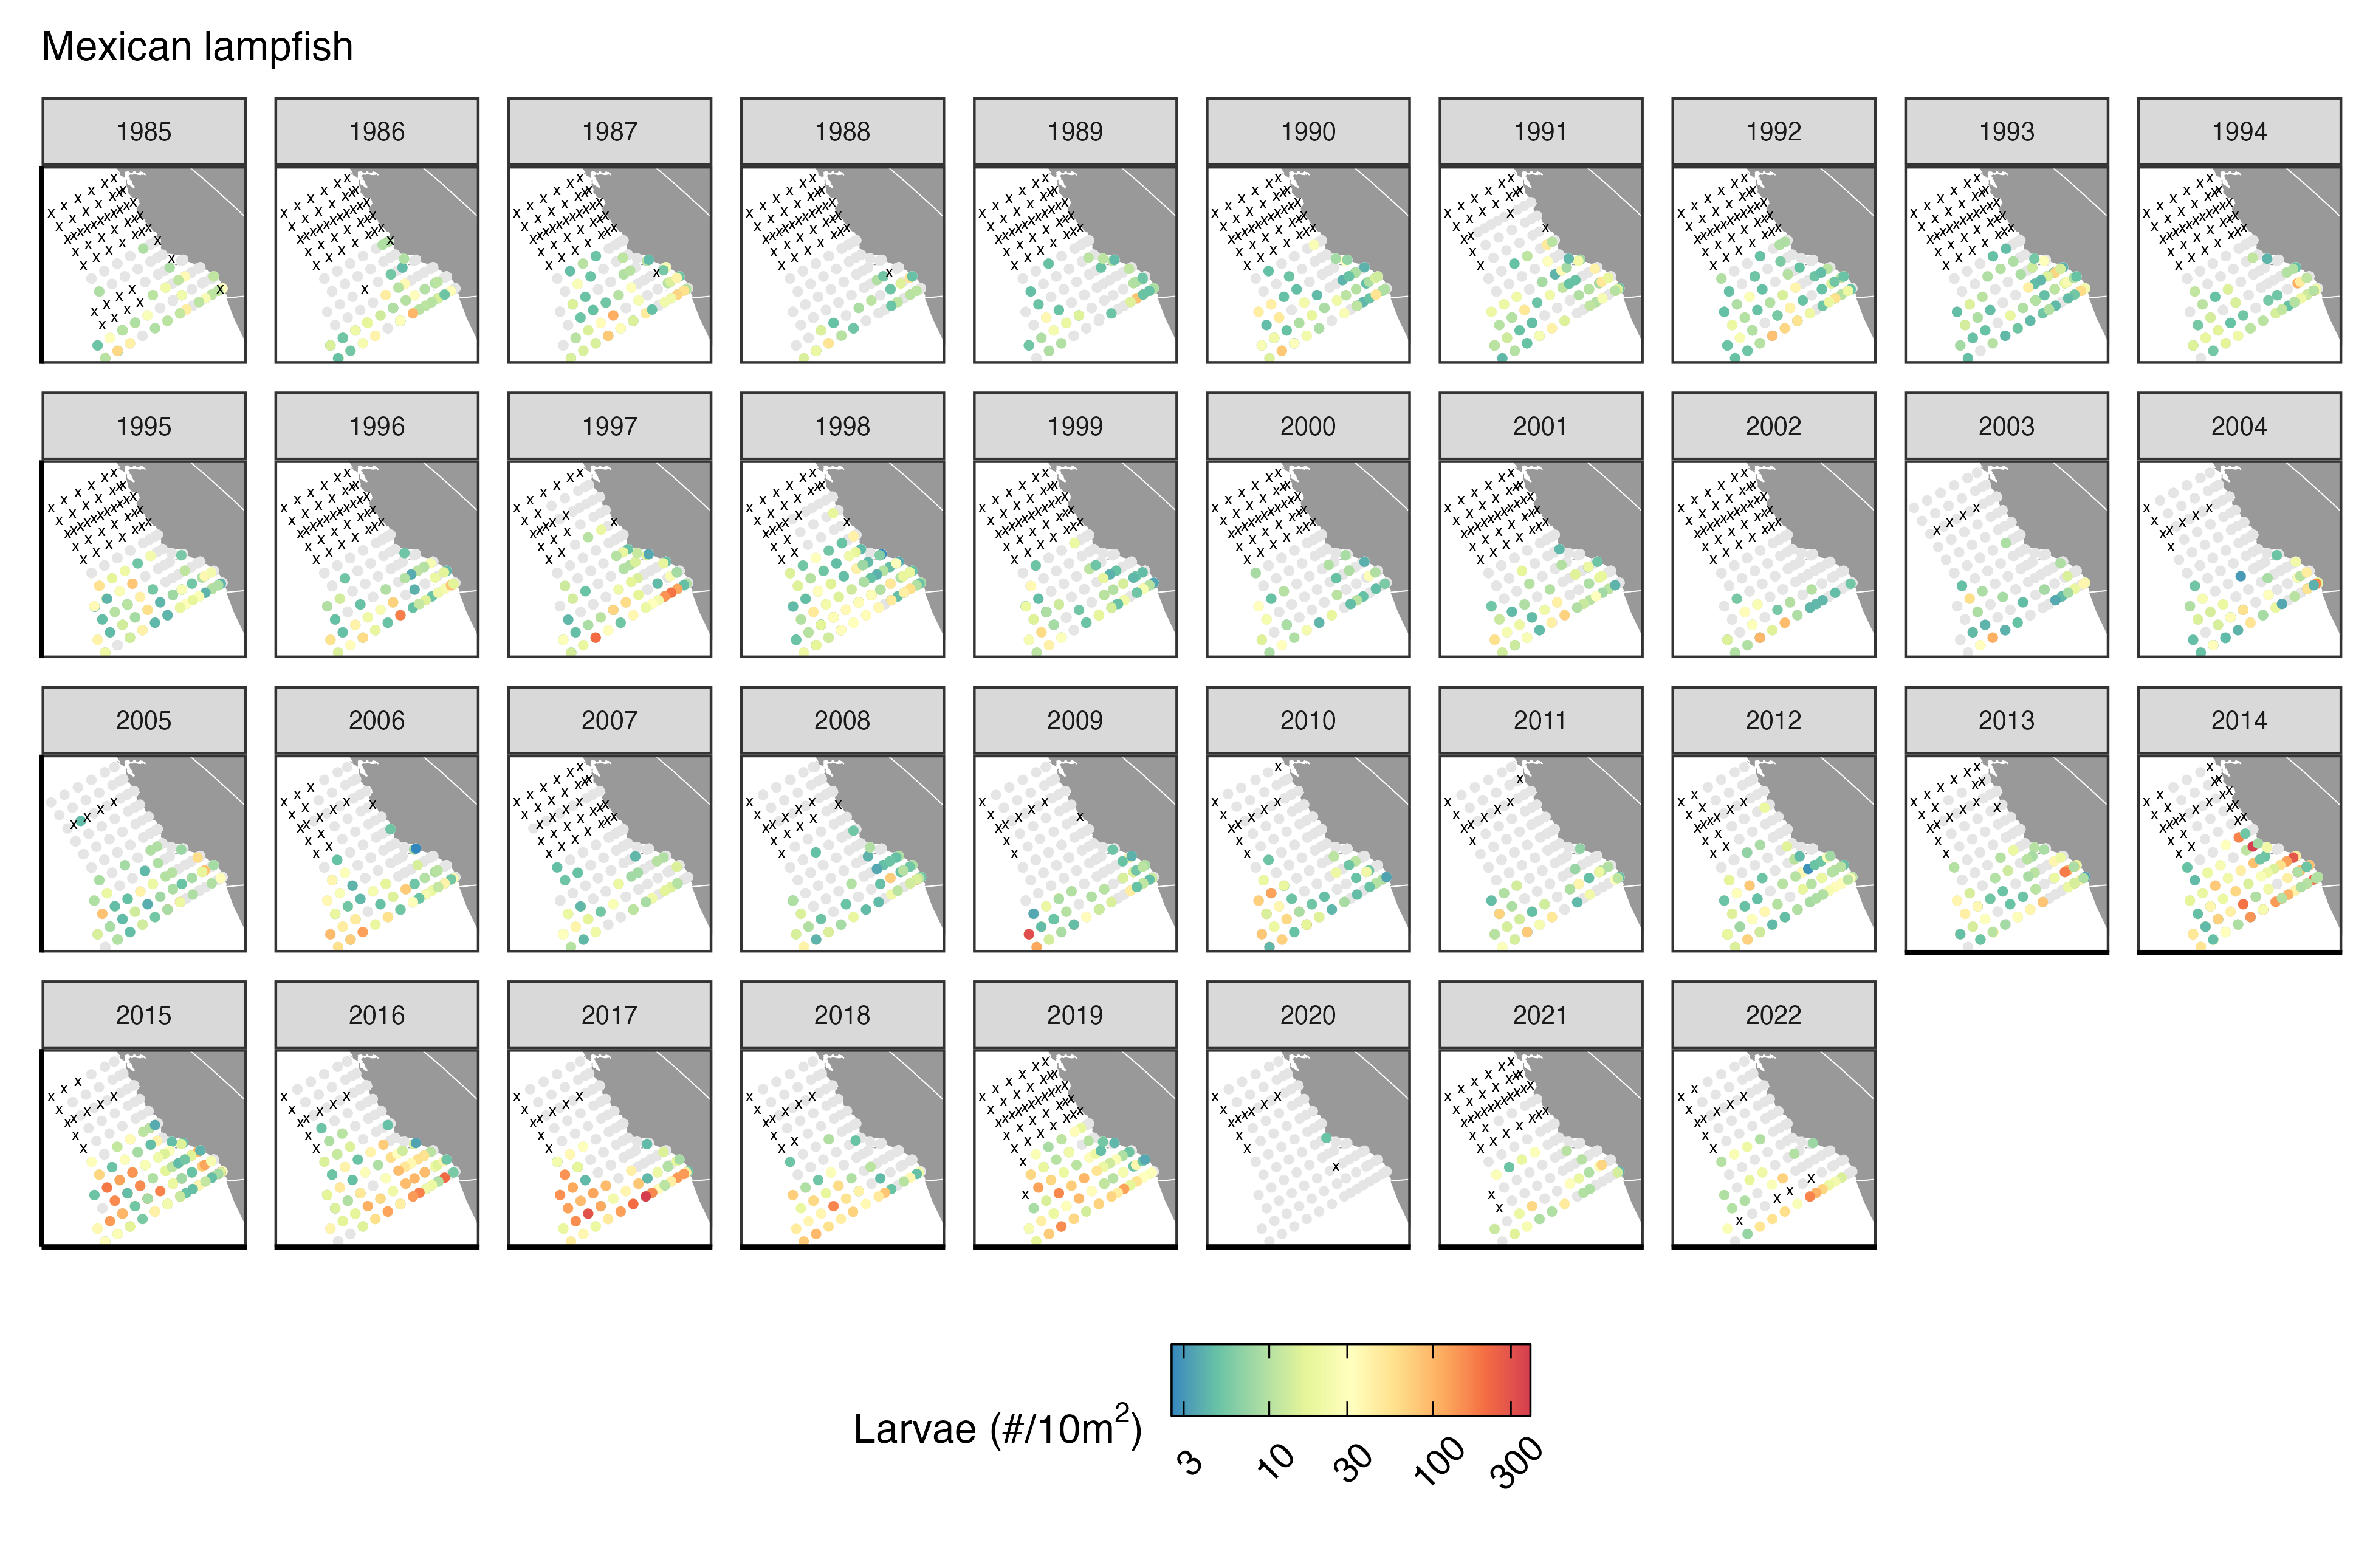 Mexican lampfish
1985 1986 1987 1988 1989 1990 1991 1992 1993 1994
1995 1996 1997 1998 1999 2000 2001 2002 2003 2004
2005 2006 2007 2008 2009 2010 2011 2012 2013 2014
2015 2016 2017 2018 2019 2020 2021 2022
Larvae (#/10m²)
3 10 30 100 300